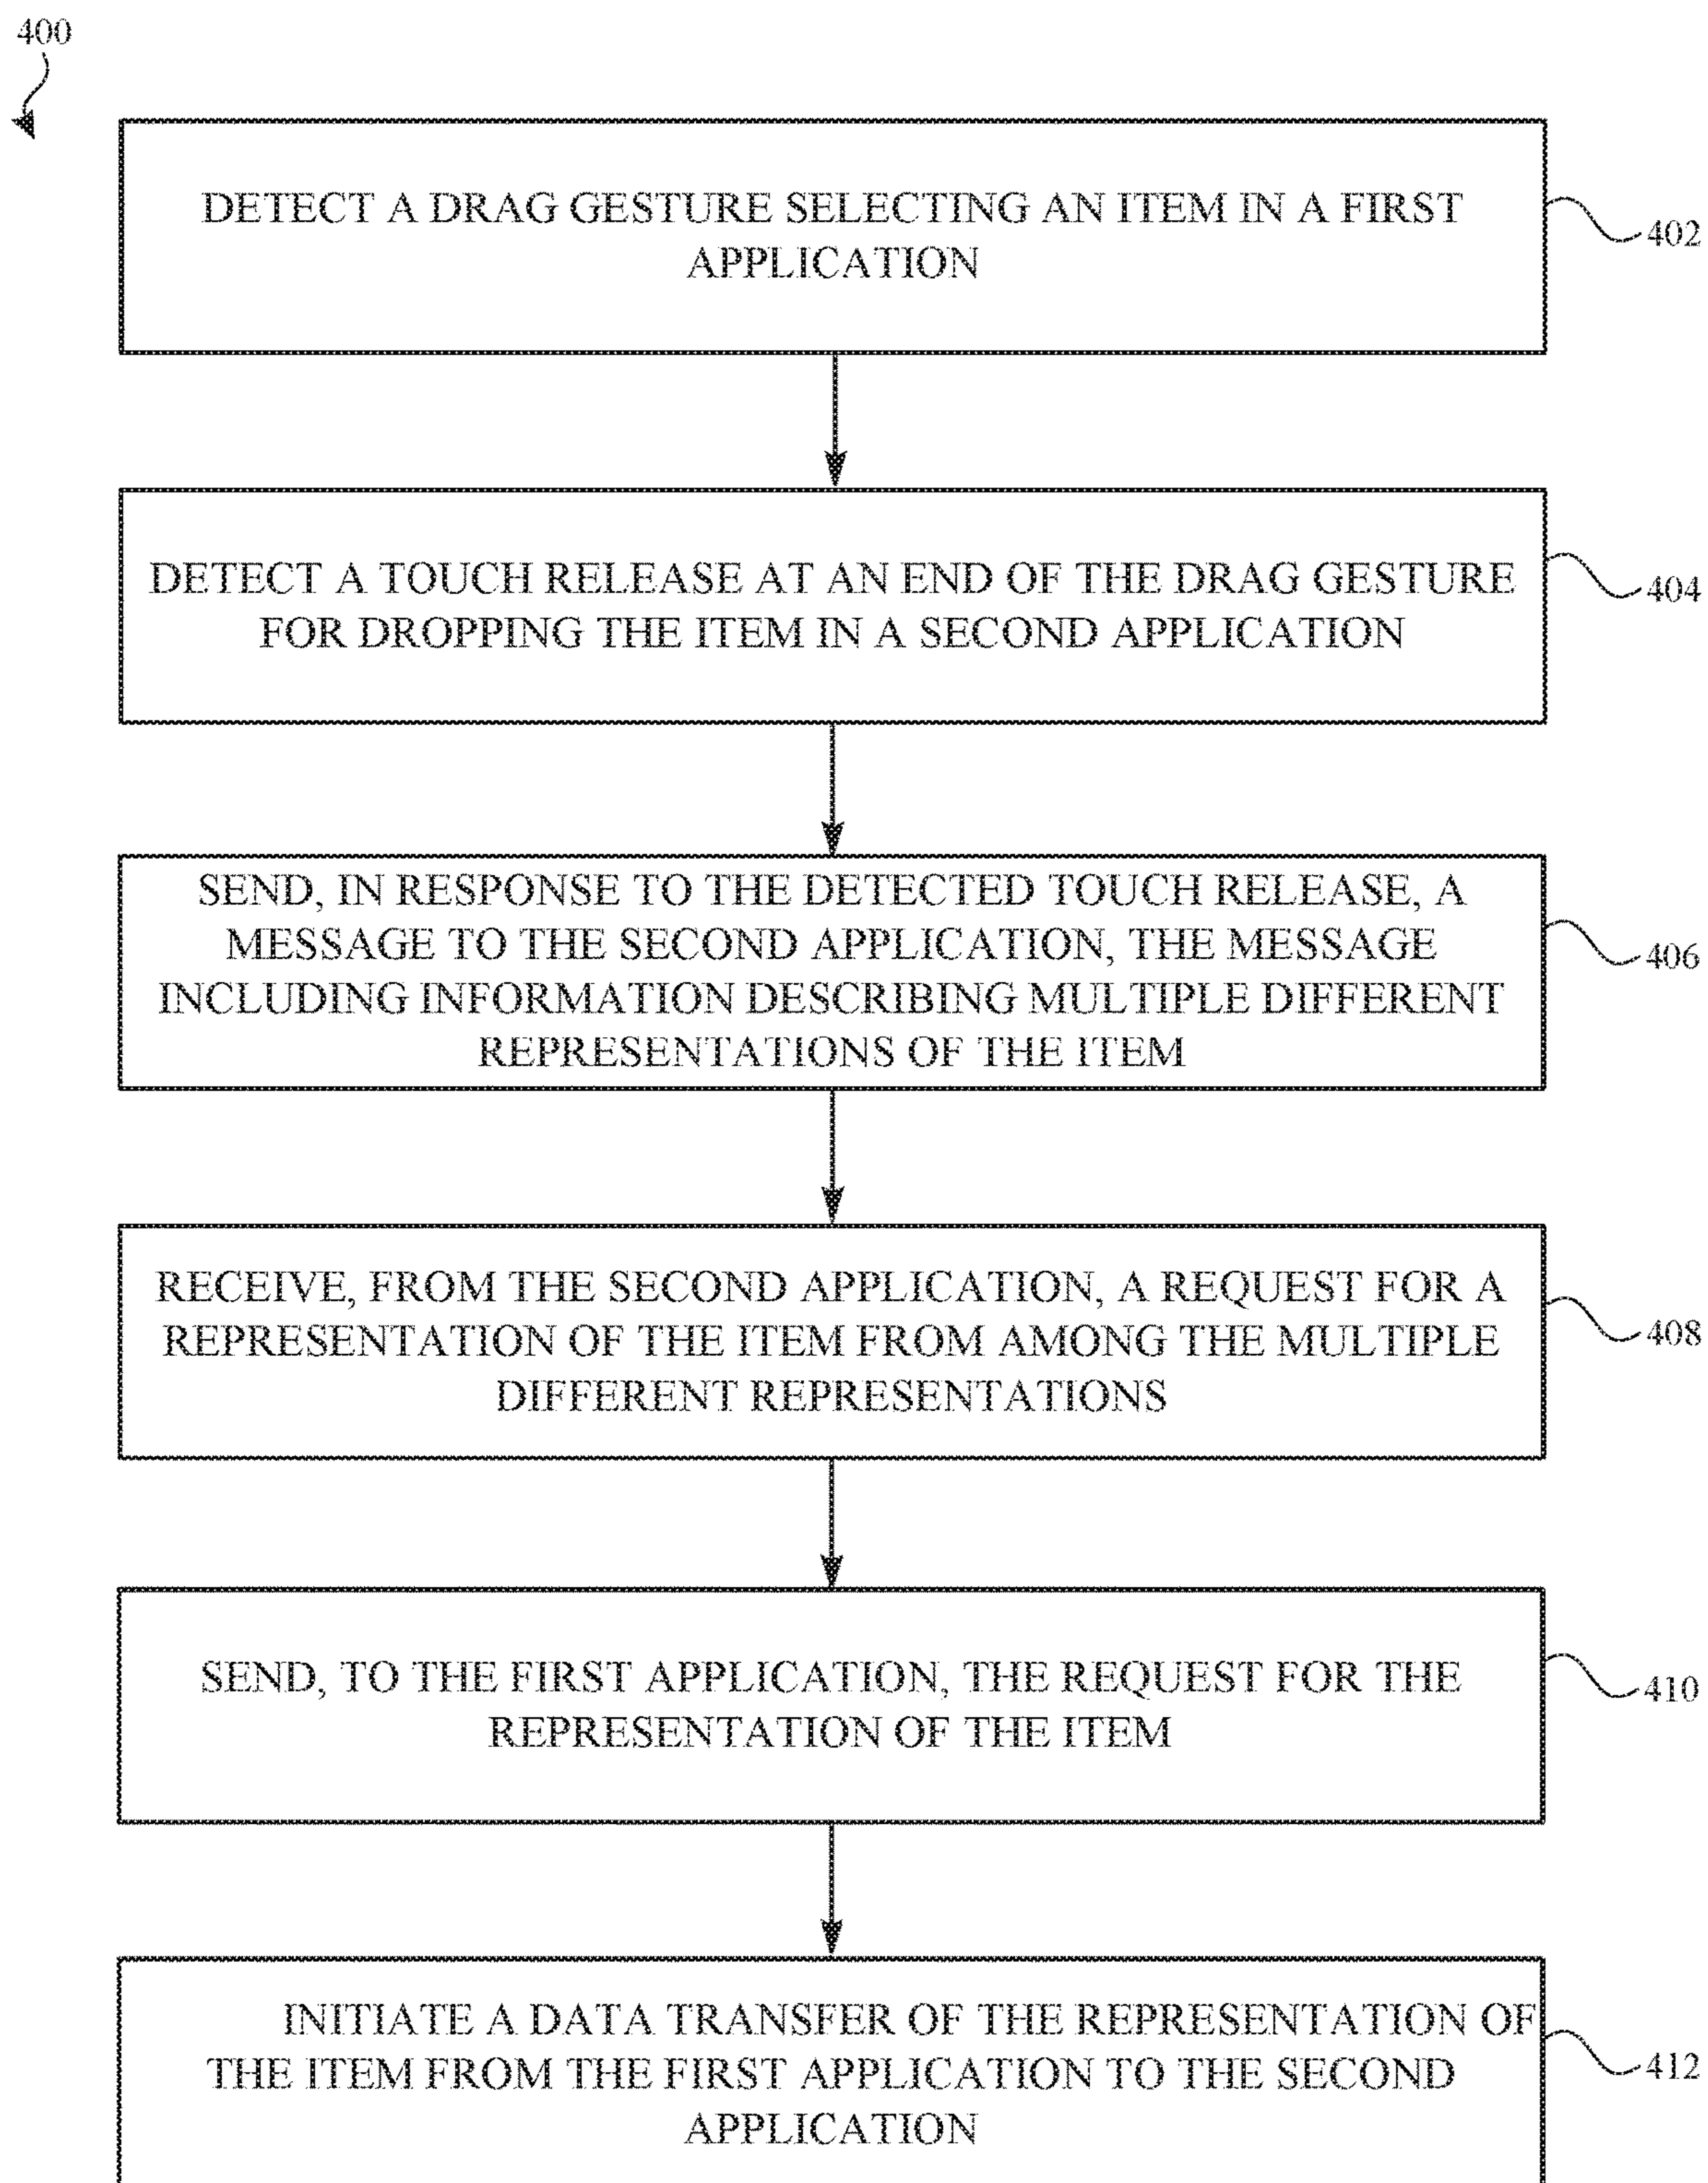 400
DETECT A DRAG GESTURE SELECTING AN ITEM IN A FIRST
APPLICATION
402
DETECT A TOUCH RELEASE AT AN END OF THE DRAG GESTURE
FOR DROPPING THE ITEM IN A SECOND APPLICATION
404
SEND, IN RESPONSE TO THE DETECTED TOUCH RELEASE, A
MESSAGE TO THE SECOND APPLICATION, THE MESSAGE
INCLUDING INFORMATION DESCRIBING MULTIPLE DIFFERENT
REPRESENTATIONS OF THE ITEM
406
RECEIVE, FROM THE SECOND APPLICATION, A REQUEST FOR A
REPRESENTATION OF THE ITEM FROM AMONG THE MULTIPLE
DIFFERENT REPRESENTATIONS
408
SEND, TO THE FIRST APPLICATION, THE REQUEST FOR THE
REPRESENTATION OF THE ITEM
410
INITIATE A DATA TRANSFER OF THE REPRESENTATION OF
THE ITEM FROM THE FIRST APPLICATION TO THE SECOND
APPLICATION
412